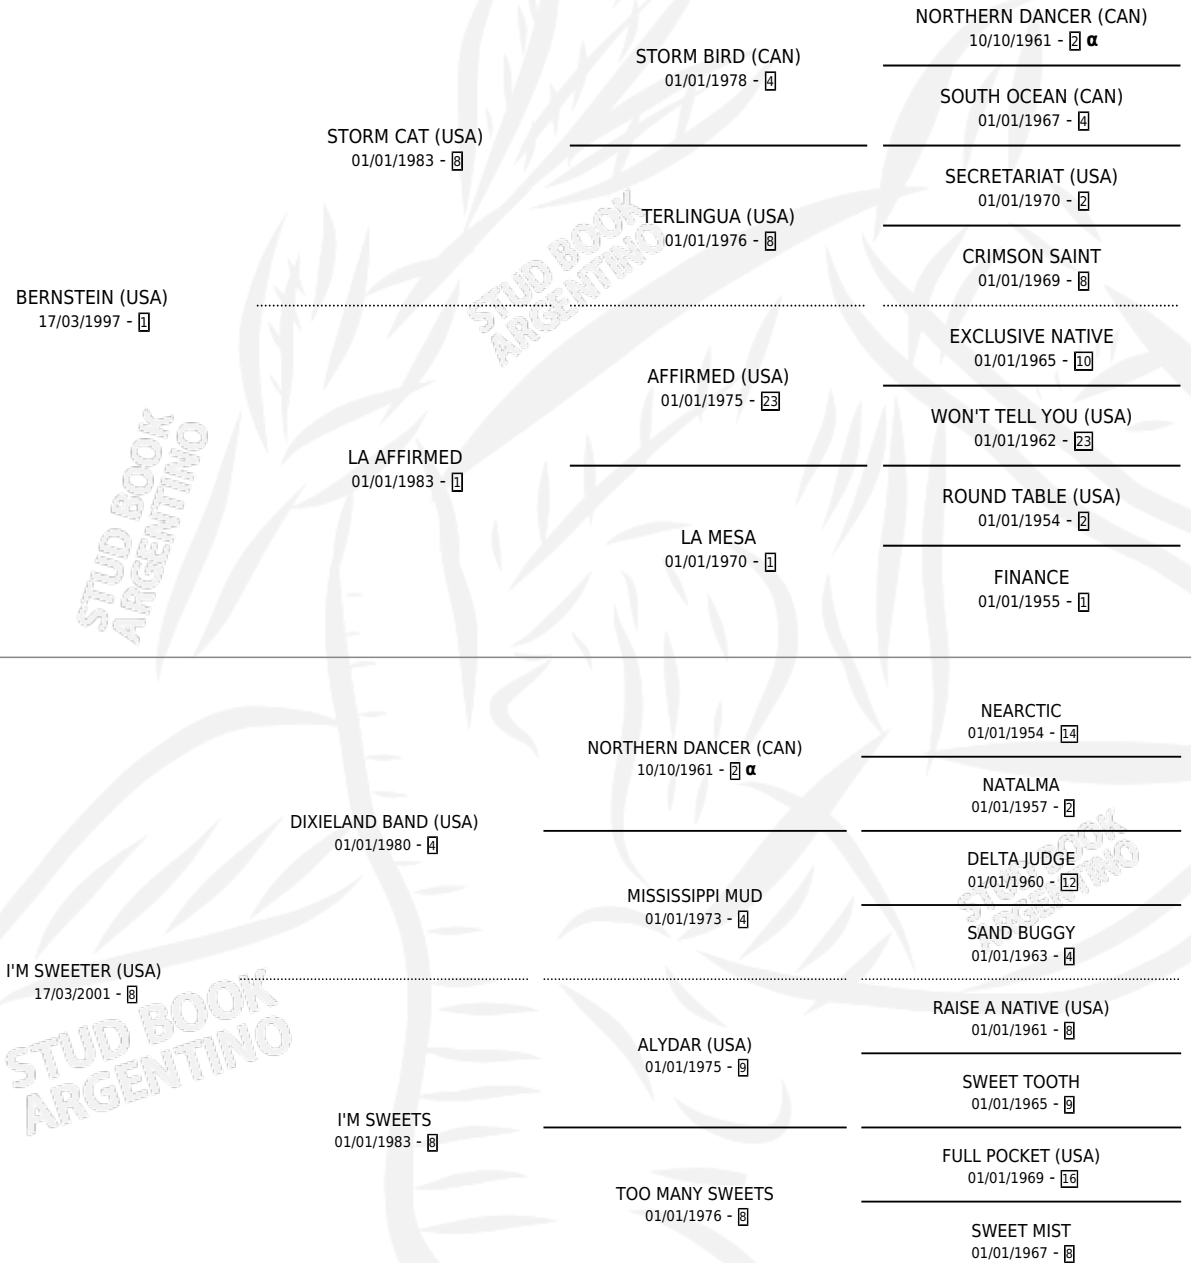 NORTHERN DANCER (CAN)
10/10/1961 - 2 α
STORM BIRD (CAN)
01/01/1978 - 4
SOUTH OCEAN (CAN)
01/01/1967 - 4
STORM CAT (USA)
01/01/1983 - 8
SECRETARIAT (USA)
01/01/1970 - 2
TERLINGUA (USA)
01/01/1976 - 8
CRIMSON SAINT
01/01/1969 - 8
BERNSTEIN (USA)
17/03/1997 - 1
EXCLUSIVE NATIVE
01/01/1965 - 10
AFFIRMED (USA)
01/01/1975 - 23
WON'T TELL YOU (USA)
01/01/1962 - 23
LA AFFIRMED
01/01/1983 - 1
ROUND TABLE (USA)
01/01/1954 - 2
LA MESA
01/01/1970 - 1
FINANCE
01/01/1955 - 1
NEARCTIC
01/01/1954 - 14
NORTHERN DANCER (CAN)
10/10/1961 - 2 α
NATALMA
01/01/1957 - 2
DIXIELAND BAND (USA)
01/01/1980 - 4
DELTA JUDGE
01/01/1960 - 12
MISSISSIPPI MUD
01/01/1973 - 4
SAND BUGGY
01/01/1963 - 4
I'M SWEETER (USA)
17/03/2001 - 8
RAISE A NATIVE (USA)
01/01/1961 - 8
ALYDAR (USA)
01/01/1975 - 9
SWEET TOOTH
01/01/1965 - 9
I'M SWEETS
01/01/1983 - 8
FULL POCKET (USA)
01/01/1969 - 16
TOO MANY SWEETS
01/01/1976 - 8
SWEET MIST
01/01/1967 - 8
STUD BOOK
ARGENTINO
STUD BOOK
ARGENTINO
STUD BOOK
ARGENTINO
STUD BOOK
ARGENTINO